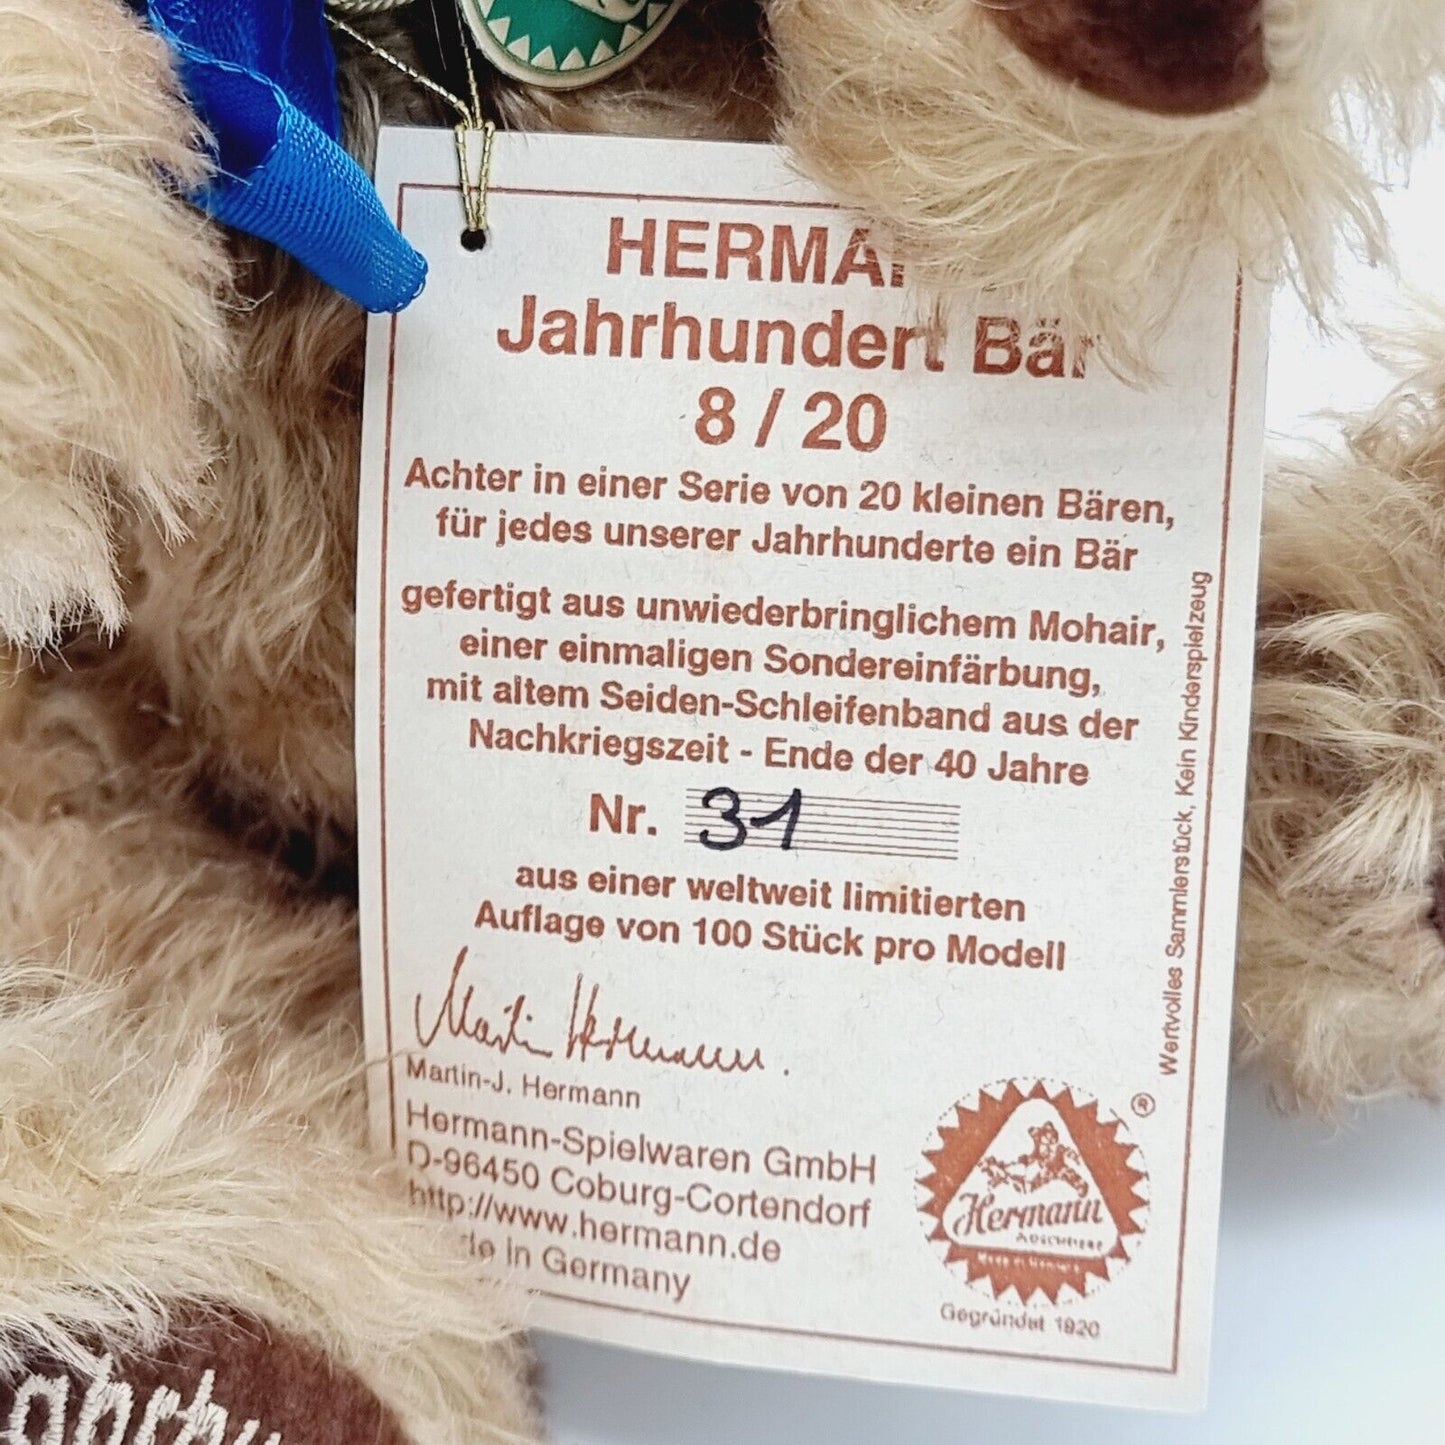 Jahrhundert Bär
8 / 20
Achter in einer Serie von 20 kleinen Bären,
für jedes unserer Jahrhunderte ein Bär
gefertigt aus unwiederbringlichem Mohair,
einer einmaligen Sondereinfärbung,
mit altem Seiden-Schleifenband aus der
Nachkriegszeit - Ende der 40 Jahre
Nr. 31
aus einer weltweit limitierten
Auflage von 100 Stück pro Modell
Martin Hermann.
Martin-J. Hermann
Hermann-Spielwaren GmbH
D-96450 Coburg-Cortendorf
http://www.hermann.de
in Germany
Wertvolles Sammlerstück, Kein Kinderspielzeug
®
Hermann
Gegründet 1920